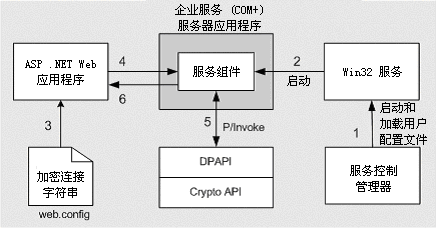 企业服务 (COM+)
服务器应用程序
ASP .NET Web
应用程序
4
6
服务组件
2
启动
Win32 服务
3
5
P/Invoke
1
启动和
加载用户
配置文件
加密连接
字符串
web.config
DPAPI
Crypto API
服务控制
管理器